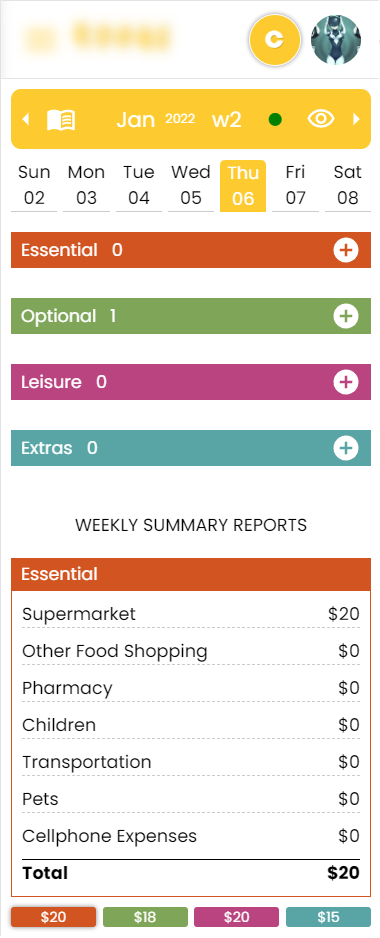 C
Jan 2022 w2
Sun Mon Tue Wed Thu Fri Sat
02 03 04 05 06 07 08
Essential 0
Optional 1
Leisure 0
Extras 0
WEEKLY SUMMARY REPORTS
Essential
Supermarket $20
Other Food Shopping $0
Pharmacy $0
Children $0
Transportation $0
Pets $0
Cellphone Expenses $0
Total $20
$20 $18 $20 $15